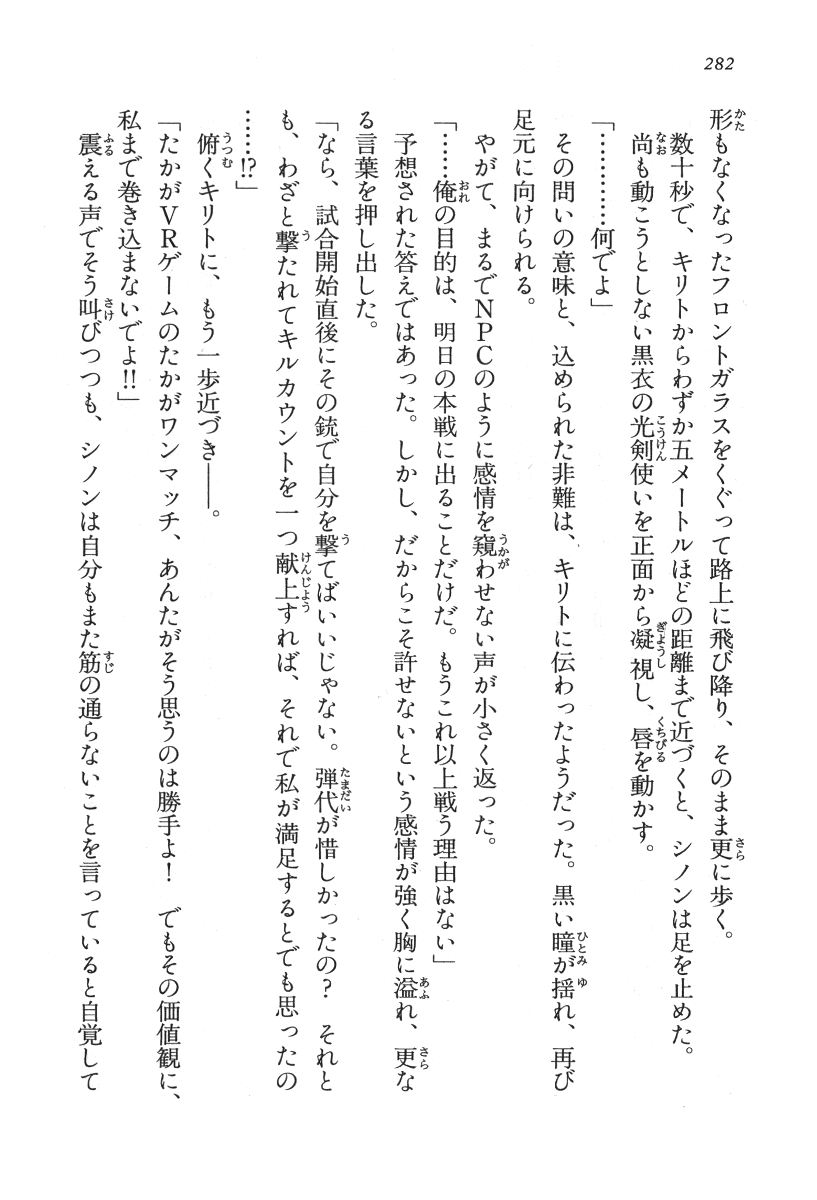 282
形もなくなったフロントガラスをくぐって路上に飛び降り、そのまま更に歩く。
数十秒で、キリトからわずか五メートルほどの距離まで近づくと、シノンは足を止めた。
尚も動こうとしない黒衣の光剣使いを正面から凝視し、唇を動かす。
「…………何でよ」
その問いの意味と、込められた非難は、キリトに伝わったようだった。黒い瞳が揺れ、再び
足元に向けられる。
やがて、まるでNPCのように感情を窺わせない声が小さく返った。
「……俺の目的は、明日の本戦に出ることだけだ。もうこれ以上戦う理由はない」
予想された答えではあった。しかし、だからこそ許せないという感情が強く胸に溢れ、更な
る言葉を押し出した。
「なら、試合開始直後にその銃で自分を撃てばいいじゃない。弾代が惜しかったの？　それと
も、わざと撃たれてキルカウントを一つ献上すれば、それで私が満足するとでも思ったの
……!?」
俯くキリトに、もう一歩近づき――。
「たかがVRゲームのたかがワンマッチ、あんたがそう思うのは勝手よ！　でもその価値観に、
私まで巻き込まないでよ!!」
震える声でそう叫びつつも、シノンは自分もまた筋の通らないことを言っていると自覚して